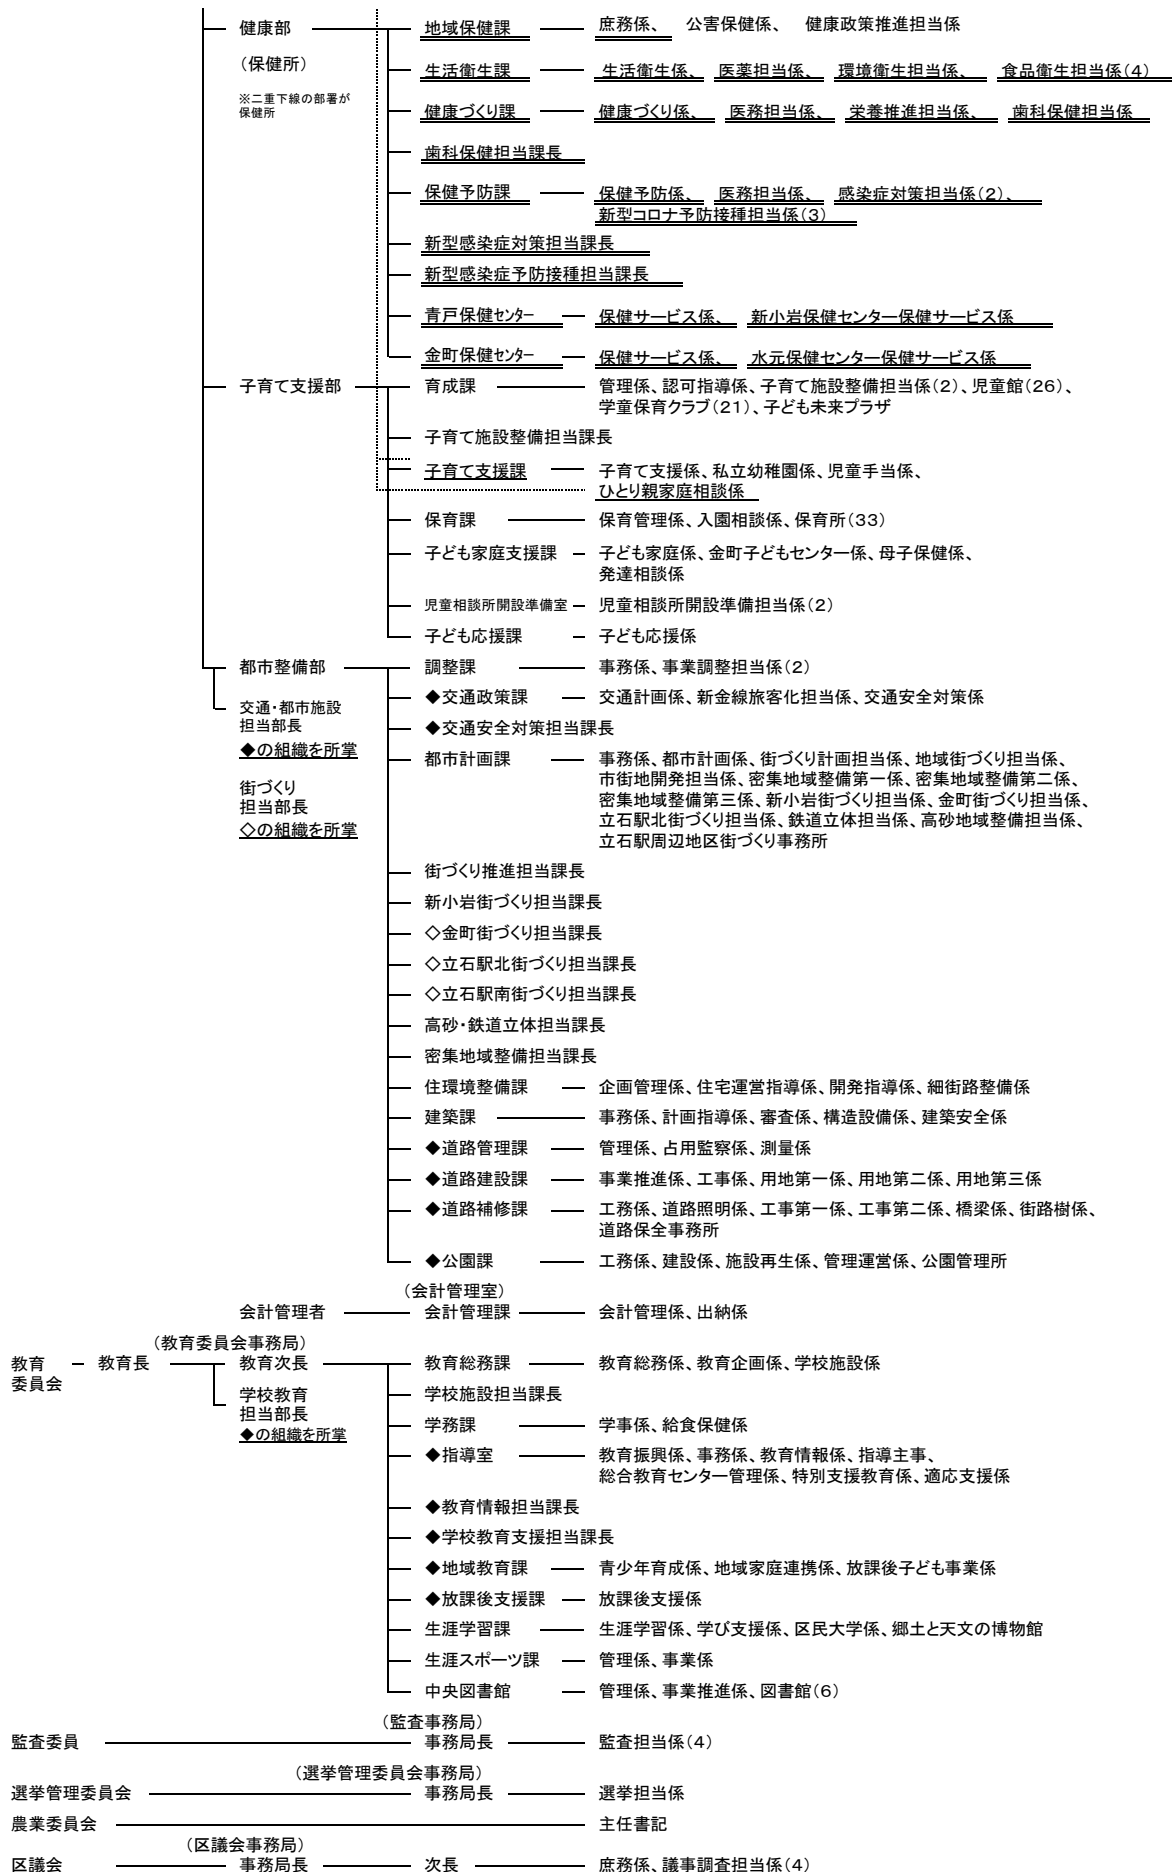 健康部 地域保健課 庶務係、 公害保健係、 健康政策推進担当係
（保健所）
生活衛生課 生活衛生係、 医薬担当係、 環境衛生担当係、 食品衛生担当係(4)
※二重下線の部署が
保健所
健康づくり課 健康づくり係、 医務担当係、 栄養推進担当係、 歯科保健担当係
歯科保健担当課長
保健予防課 保健予防係、 医務担当係、 感染症対策担当係(2)、
新型コロナ予防接種担当係(3)
新型感染症対策担当課長
新型感染症予防接種担当課長
青戸保健センター 保健サービス係、 新小岩保健センター保健サービス係
金町保健センター 保健サービス係、 水元保健センター保健サービス係
子育て支援部 育成課 管理係、認可指導係、子育て施設整備担当係(2)、児童館(26)、
学童保育クラブ(21)、子ども未来プラザ
子育て施設整備担当課長
子育て支援課 子育て支援係、私立幼稚園係、児童手当係、
ひとり親家庭相談係
保育課 保育管理係、入園相談係、保育所(33)
子ども家庭支援課 子ども家庭係、金町子どもセンター係、母子保健係、
発達相談係
児童相談所開設準備室 児童相談所開設準備担当係(2)
子ども応援課 子ども応援係
都市整備部 調整課 事務係、事業調整担当係(2)
◆交通政策課 交通計画係、新金線旅客化担当係、交通安全対策係
交通・都市施設
担当部長
◆の組織を所掌
◆交通安全対策担当課長
都市計画課 事務係、都市計画係、街づくり計画担当係、地域街づくり担当係、
市街地開発担当係、密集地域整備第一係、密集地域整備第二係、
密集地域整備第三係、新小岩街づくり担当係、金町街づくり担当係、
立石駅北街づくり担当係、鉄道立体担当係、高砂地域整備担当係、
立石駅周辺地区街づくり事務所
街づくり
担当部長
◇の組織を所掌
街づくり推進担当課長
新小岩街づくり担当課長
◇金町街づくり担当課長
◇立石駅北街づくり担当課長
◇立石駅南街づくり担当課長
高砂・鉄道立体担当課長
密集地域整備担当課長
住環境整備課 企画管理係、住宅運営指導係、開発指導係、細街路整備係
建築課 事務係、計画指導係、審査係、構造設備係、建築安全係
◆道路管理課 管理係、占用監察係、測量係
◆道路建設課 事業推進係、工事係、用地第一係、用地第二係、用地第三係
◆道路補修課 工務係、道路照明係、工事第一係、工事第二係、橋梁係、街路樹係、
道路保全事務所
◆公園課 工務係、建設係、施設再生係、管理運営係、公園管理所
（会計管理室）
会計管理者 会計管理課 会計管理係、出納係
（教育委員会事務局）
教育
委員会
教育長 教育次長 教育総務課 教育総務係、教育企画係、学校施設係
学校教育
担当部長
◆の組織を所掌
学校施設担当課長
学務課 学事係、給食保健係
◆指導室 教育振興係、事務係、教育情報係、指導主事、
総合教育センター管理係、特別支援教育係、適応支援係
◆教育情報担当課長
◆学校教育支援担当課長
◆地域教育課 青少年育成係、地域家庭連携係、放課後子ども事業係
◆放課後支援課 放課後支援係
生涯学習課 生涯学習係、学び支援係、区民大学係、郷土と天文の博物館
生涯スポーツ課 管理係、事業係
中央図書館 管理係、事業推進係、図書館(6)
（監査事務局）
監査委員 事務局長 監査担当係(4)
（選挙管理委員会事務局）
選挙管理委員会 事務局長 選挙担当係
農業委員会 主任書記
（区議会事務局）
区議会 事務局長 次長 庶務係、議事調査担当係(4)